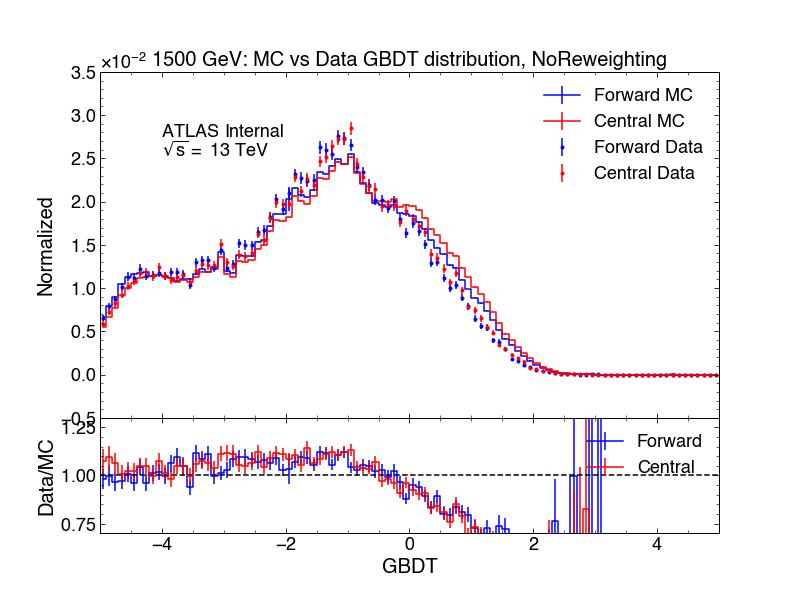 ×10⁻² 1500 GeV: MC vs Data GBDT distribution, NoReweighting
3.5
3.0
2.5
2.0
1.5
1.0
0.5
0.0
-0.5
Normalized
ATLAS Internal
√s = 13 TeV
Forward MC
Central MC
Forward Data
Central Data
1.25
1.00
0.75
Data/MC
Forward
Central
−4 −2 0 2 4
GBDT